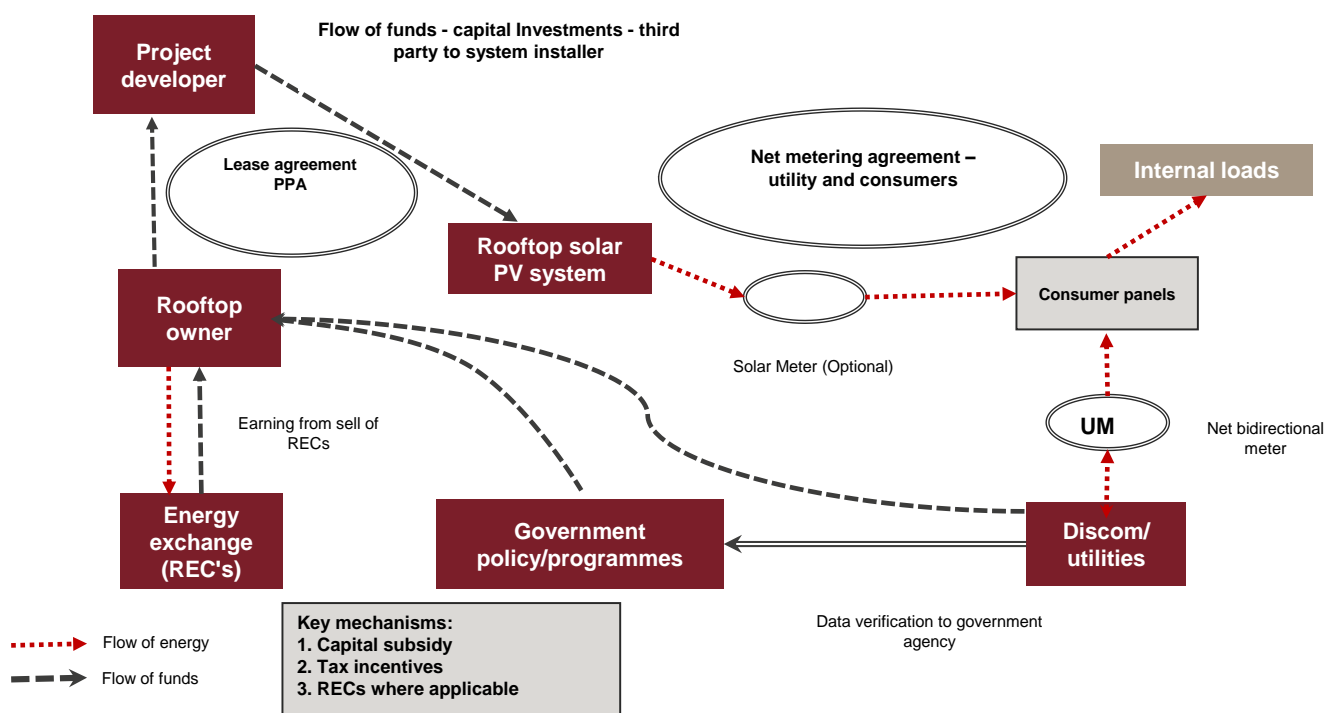 Flow of funds - capital Investments - third
party to system installer
Project
developer
Lease agreement
PPA
Net metering agreement –
utility and consumers
Internal loads
Rooftop solar
PV system
Consumer panels
Rooftop
owner
Solar Meter (Optional)
Earning from sell of
RECs
UM
Net bidirectional
meter
Energy
exchange
(REC's)
Government
policy/programmes
Discom/
utilities
Data verification to government
agency
Key mechanisms:
1. Capital subsidy
2. Tax incentives
3. RECs where applicable
Flow of energy
Flow of funds